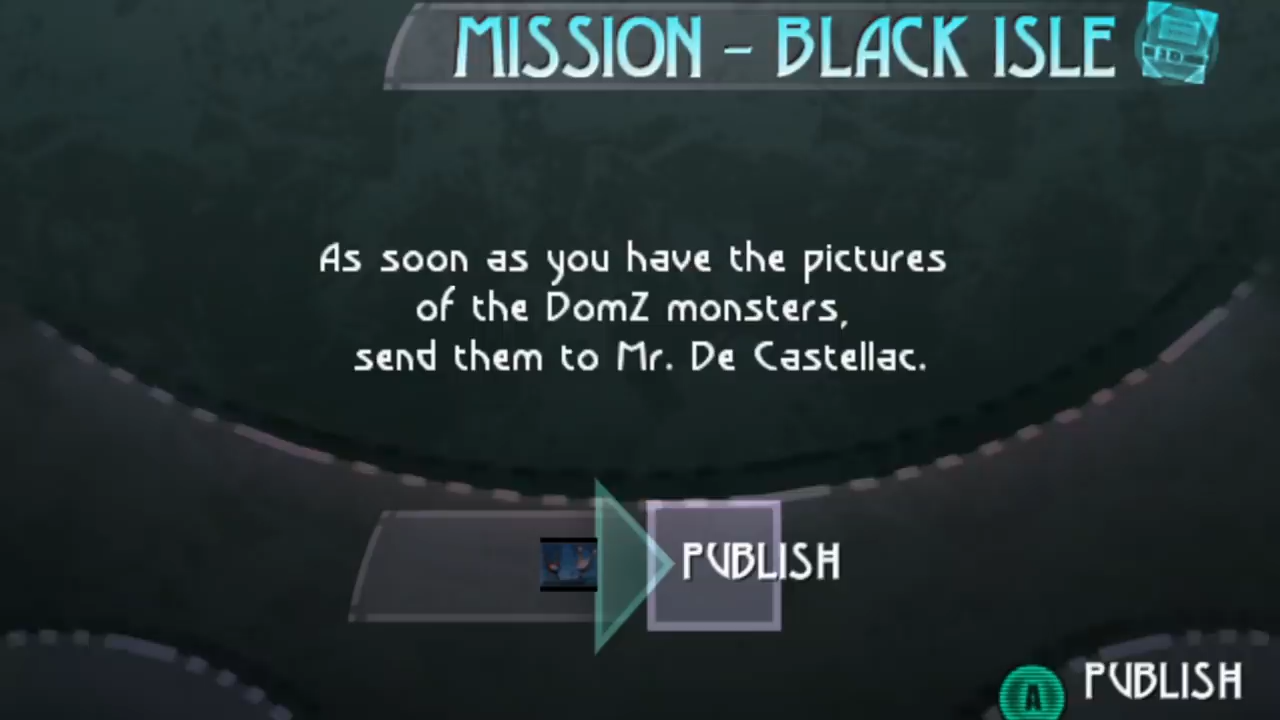 MISSION - BLACK ISLE
As soon as you have the pictures
of the DomZ monsters,
send them to Mr. De Castellac.
PUBLISH
A PUBLISH